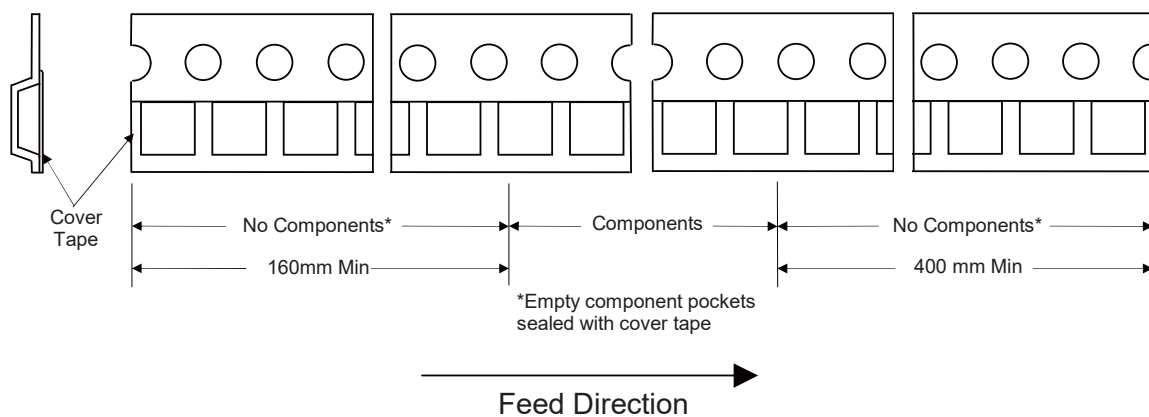 Cover
Tape
No Components*
Components
No Components*
160mm Min
400 mm Min
*Empty component pockets
sealed with cover tape
Feed Direction